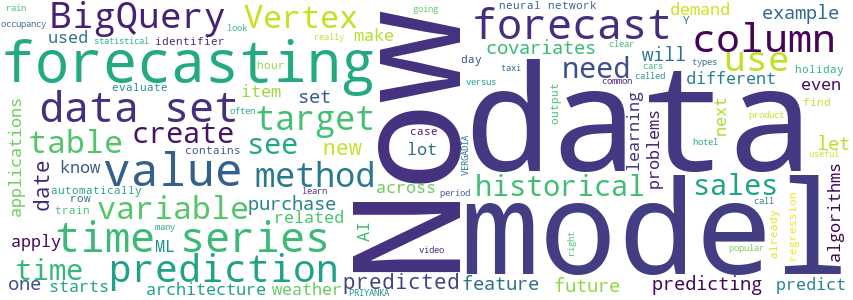 rain
going
look
neural network
Y
occupancy
BigQuery
Vertex
forecast
demand
example
statistical
used
identifier
make
covariates
column
forecasting
really
clear
hour
day
will
cars
holiday
Now
data
need
use
types
evaluate
item
versus
taxi
common
called
different
even
data set
often
set
target
applications
table
create
see
new
case
lot
output
learning
problems
next
find
product
let
VERGADIA
hotel
useful
value
method
know
contains
across
date
automatically
learn
row
train
variable
purchase
related
period
historical
sales
algorithms
apply
many
time series
ML
AI
video
model
right
call
already
regression
popular
time
prediction
one
starts
architecture
weather
predicted
PRIYANKA
feature
future
predicting
predict